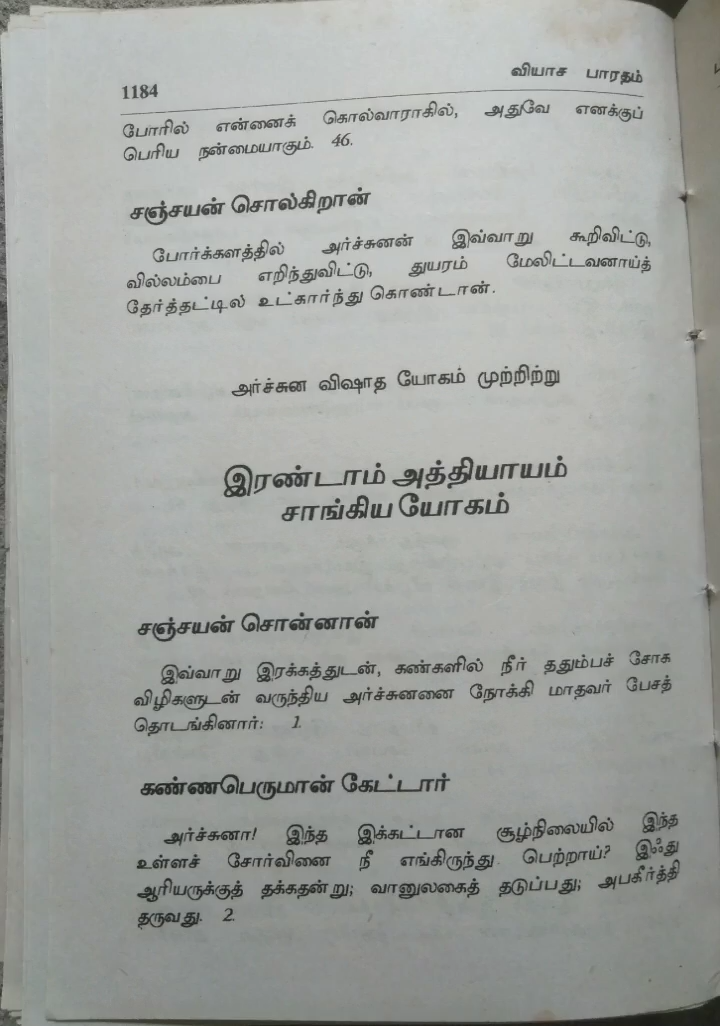 1184
வியாச பாரதம்
போரில் என்னைக் கொல்வாராகில், அதுவே எனக்குப்
பெரிய நன்மையாகும். 46.
சஞ்சயன் சொல்கிறான்
போர்க்களத்தில் அர்ச்சுனன் இவ்வாறு கூறிவிட்டு,
வில்லம்பை எறிந்துவிட்டு, துயரம் மேலிட்டவனாய்த்
தேர்த்தட்டில் உட்கார்ந்து கொண்டான்.
அர்ச்சுன விஷாத யோகம் முற்றிற்று
இரண்டாம் அத்தியாயம்
சாங்கிய யோகம்
சஞ்சயன் சொன்னான்
இவ்வாறு இரக்கத்துடன், கண்களில் நீர் ததும்பச் சோக
விழிகளுடன் வருந்திய அர்ச்சுனனை நோக்கி மாதவர் பேசத்
தொடங்கினார்: 1.
கண்ணபெருமான் கேட்டார்
அர்ச்சுனா! இந்த இக்கட்டான சூழ்நிலையில் இந்த
உள்ளச் சோர்வினை நீ எங்கிருந்து பெற்றாய்? இஃது
ஆரியருக்குத் தக்கதன்று; வானுலகைத் தடுப்பது; அபகீர்த்தி
தருவது. 2.